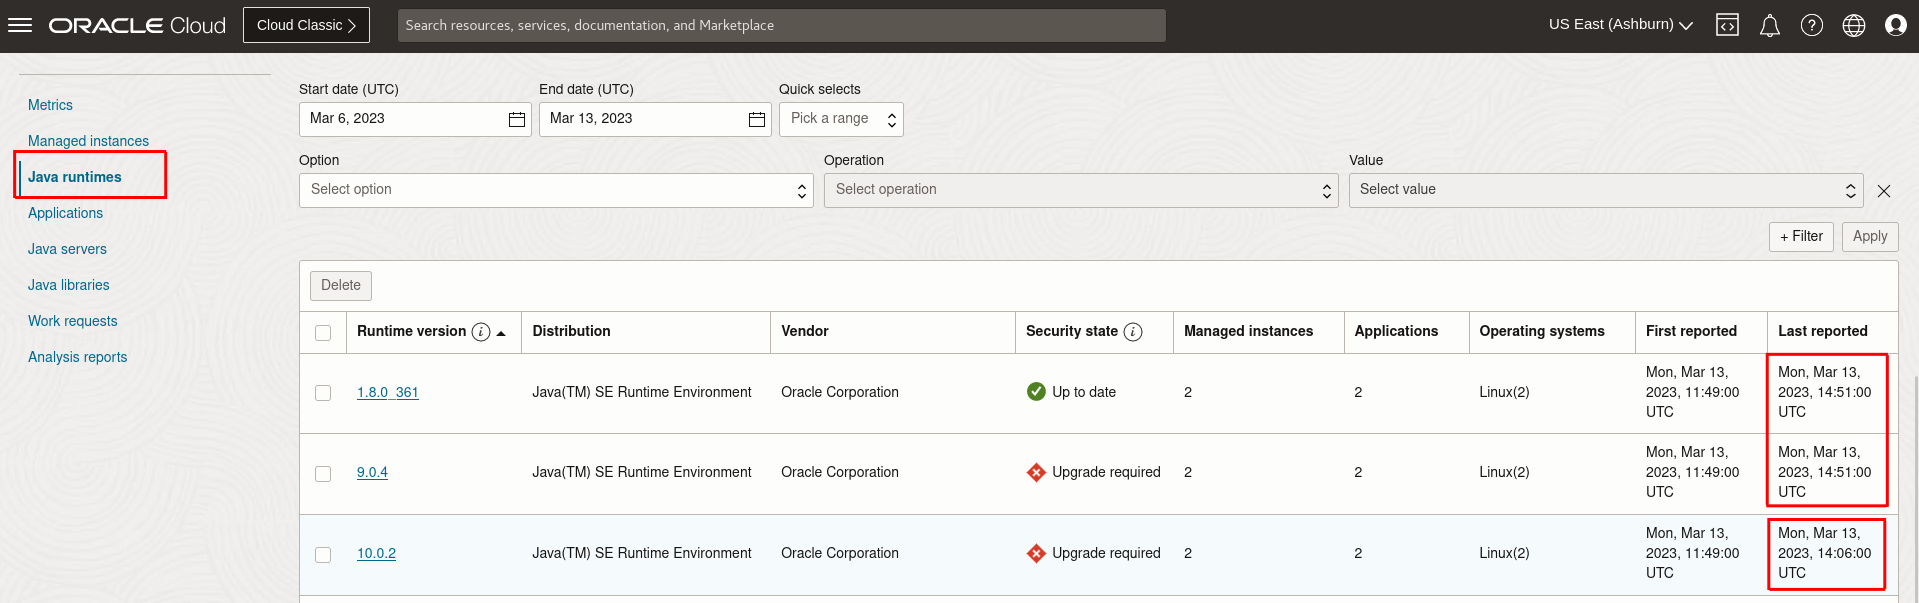 ORACLE Cloud
Cloud Classic
Search resources, services, documentation, and Marketplace
US East (Ashburn)
Metrics
Managed instances
Java runtimes
Applications
Java servers
Java libraries
Work requests
Analysis reports
Start date (UTC)
End date (UTC)
Quick selects
Mar 6, 2023
Mar 13, 2023
Pick a range
Option
Operation
Value
Select option
Select operation
Select value
+ Filter
Apply
Delete
Runtime version
Distribution
Vendor
Security state
Managed instances
Applications
Operating systems
First reported
Last reported
1.8.0_361
Java(TM) SE Runtime Environment
Oracle Corporation
Up to date
2
2
Linux(2)
Mon, Mar 13,
2023, 11:49:00
UTC
Mon, Mar 13,
2023, 14:51:00
UTC
9.0.4
Java(TM) SE Runtime Environment
Oracle Corporation
Upgrade required
2
2
Linux(2)
Mon, Mar 13,
2023, 11:49:00
UTC
Mon, Mar 13,
2023, 14:51:00
UTC
10.0.2
Java(TM) SE Runtime Environment
Oracle Corporation
Upgrade required
2
2
Linux(2)
Mon, Mar 13,
2023, 11:49:00
UTC
Mon, Mar 13,
2023, 14:06:00
UTC